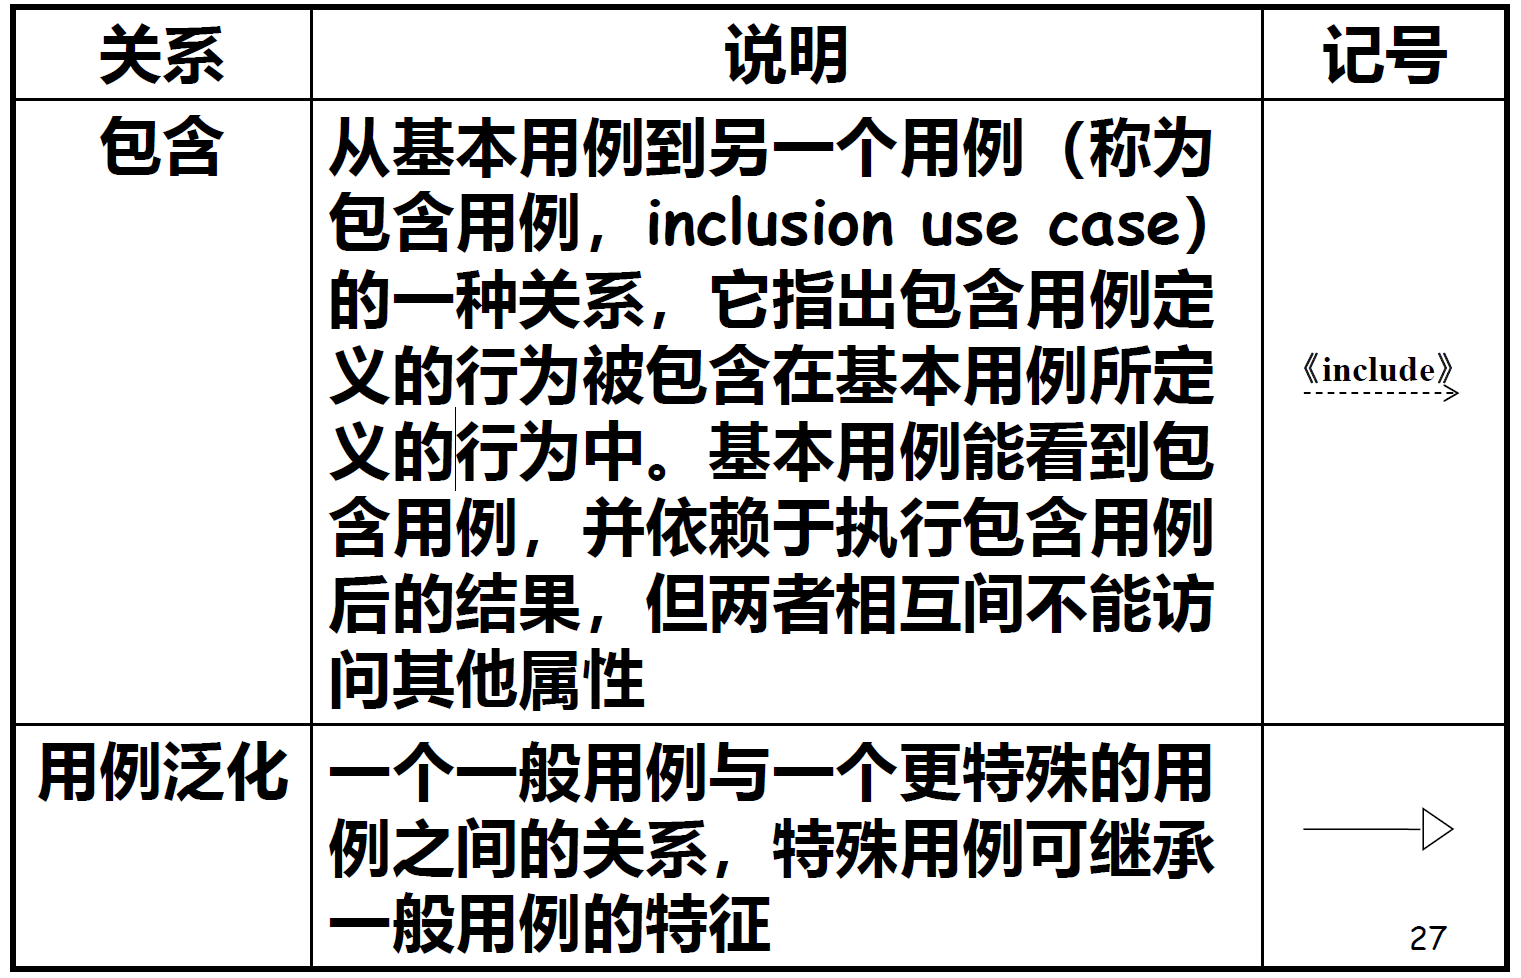 关系 说明 记号
包含
从基本用例到另一个用例（称为
包含用例，inclusion use case）
的一种关系，它指出包含用例定
义的行为被包含在基本用例所定
义的行为中。基本用例能看到包
含用例，并依赖于执行包含用例
后的结果，但两者相互间不能访
问其他属性
《include》
用例泛化
一个一般用例与一个更特殊的用
例之间的关系，特殊用例可继承
一般用例的特征
27